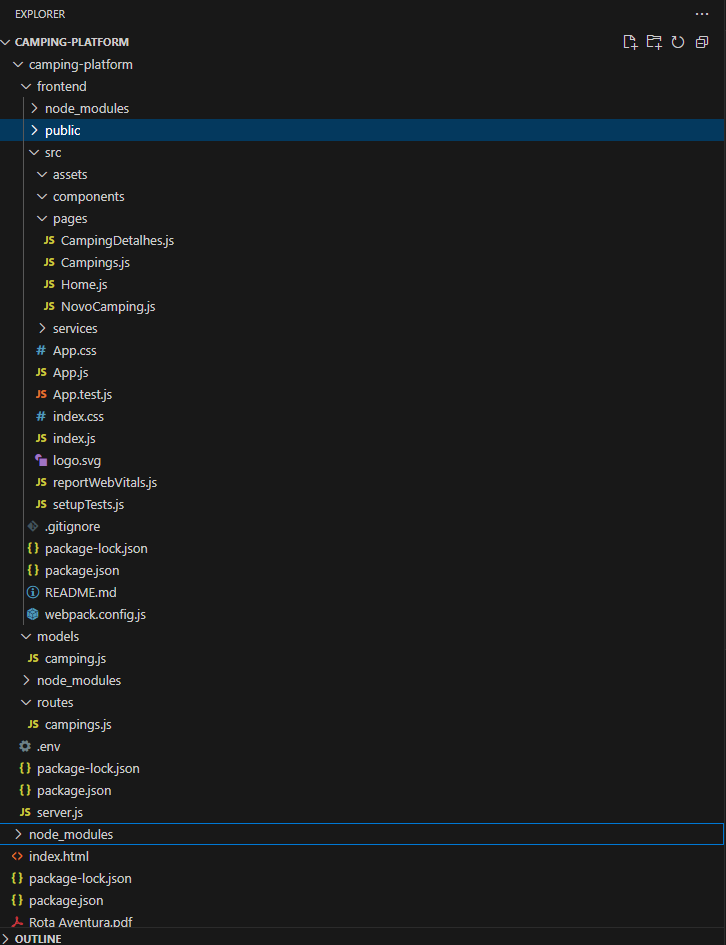 EXPLORER
CAMPING-PLATFORM
camping-platform
frontend
node_modules
public
src
assets
components
pages
JS CampingDetalhes.js
JS Campings.js
JS Home.js
JS NovoCamping.js
services
# App.css
JS App.js
JS App.test.js
# index.css
JS index.js
logo.svg
JS reportWebVitals.js
JS setupTests.js
.gitignore
{} package-lock.json
{} package.json
README.md
webpack.config.js
models
JS camping.js
node_modules
routes
JS campings.js
.env
{} package-lock.json
{} package.json
JS server.js
node_modules
<> index.html
{} package-lock.json
{} package.json
Rota Aventura.pdf
OUTLINE